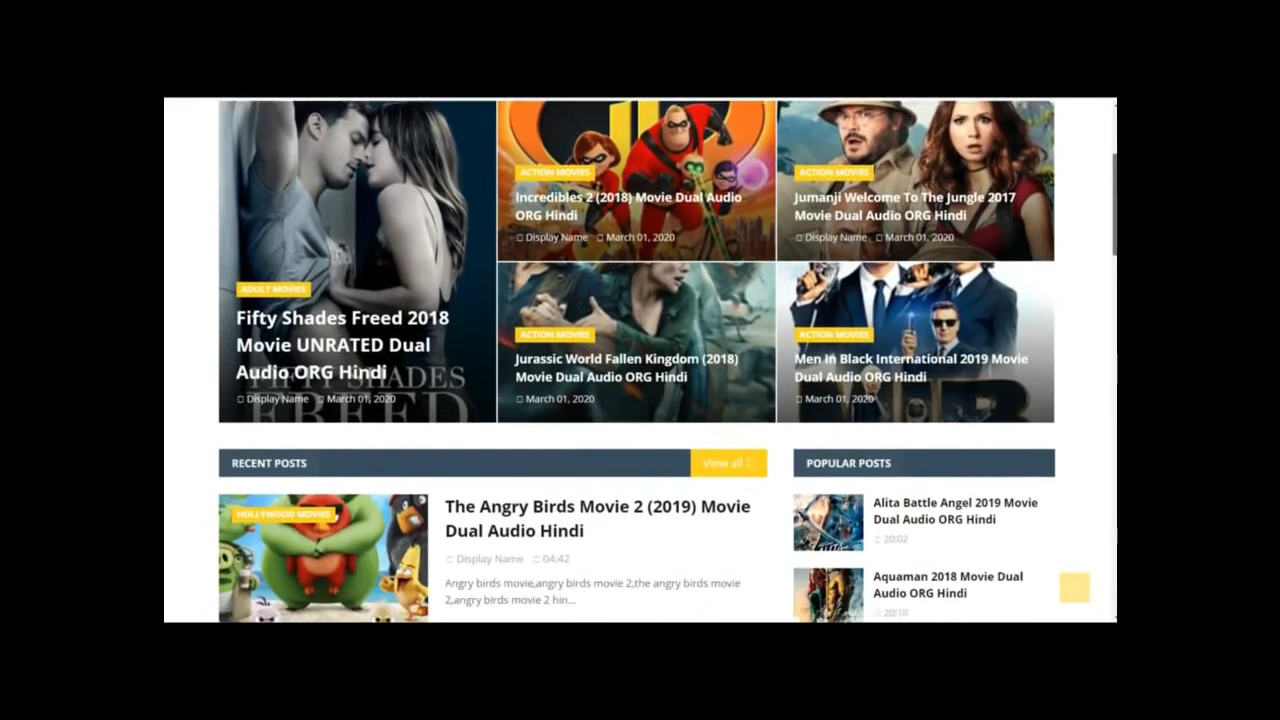 ADULT MOVIES
Fifty Shades Freed 2018
Movie UNRATED Dual
Audio ORG Hindi
Display Name March 01, 2020
FIFTY SHADES
FREED
ACTION MOVIES
Incredibles 2 (2018) Movie Dual Audio
ORG Hindi
Display Name March 01, 2020
ACTION MOVIES
Jumanji Welcome To The Jungle 2017
Movie Dual Audio ORG Hindi
Display Name March 01, 2020
ACTION MOVIES
Jurassic World Fallen Kingdom (2018)
Movie Dual Audio ORG Hindi
March 01, 2020
ACTION MOVIES
Men In Black International 2019 Movie
Dual Audio ORG Hindi
March 01, 2020
RECENT POSTS View all
HOLLYWOOD MOVIES
The Angry Birds Movie 2 (2019) Movie
Dual Audio Hindi
Display Name 04:42
Angry birds movie,angry birds movie 2,the angry birds movie
2,angry birds movie 2 hin...
POPULAR POSTS
Alita Battle Angel 2019 Movie
Dual Audio ORG Hindi
20:02
Aquaman 2018 Movie Dual
Audio ORG Hindi